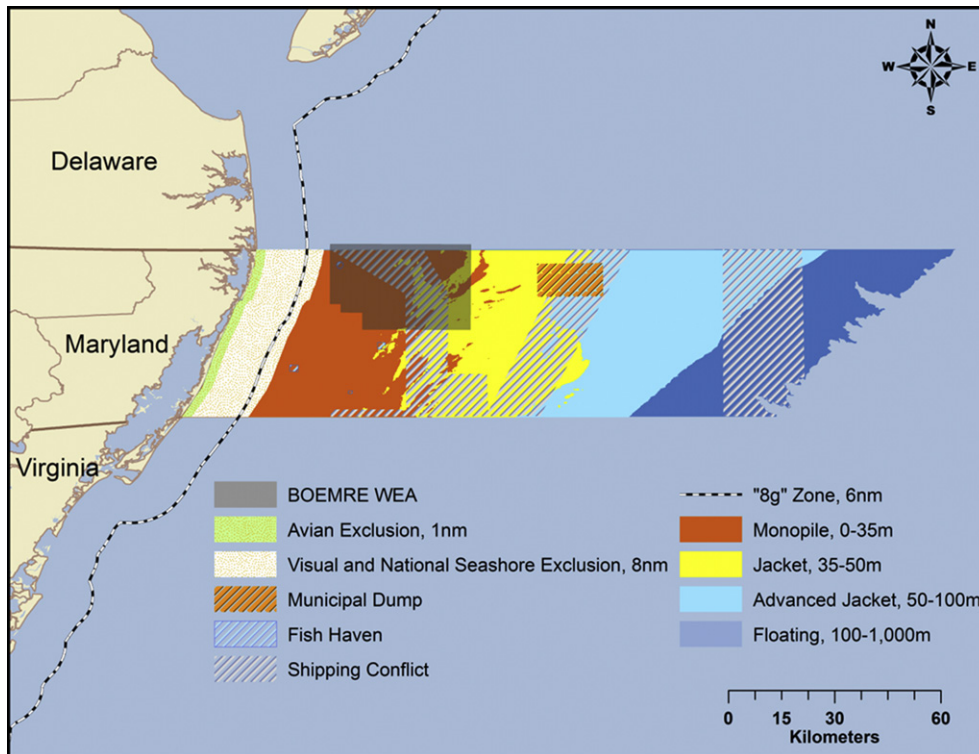 N
W E
S
Delaware
Maryland
Virginia
BOEMRE WEA
Avian Exclusion, 1nm
Visual and National Seashore Exclusion, 8nm
Municipal Dump
Fish Haven
Shipping Conflict
"8g" Zone, 6nm
Monopile, 0-35m
Jacket, 35-50m
Advanced Jacket, 50-100m
Floating, 100-1,000m
0 15 30 60
Kilometers